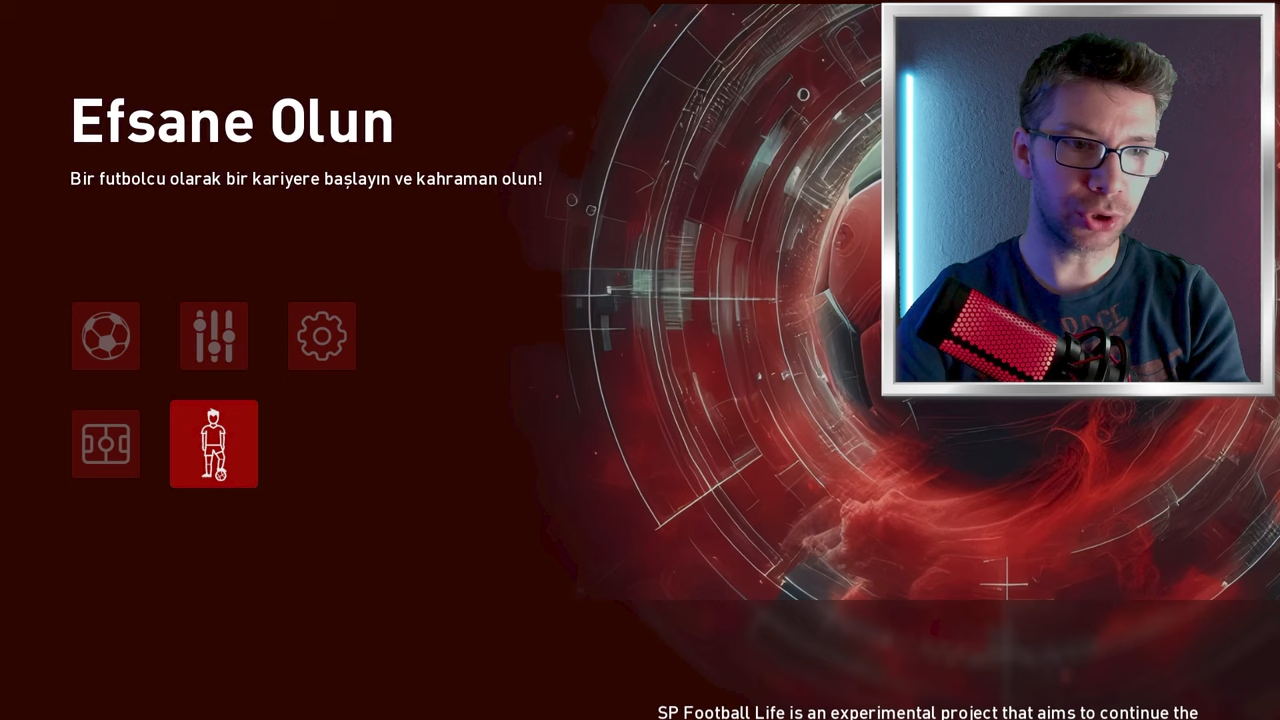 Efsane Olun
Bir futbolcu olarak bir kariyere başlayın ve kahraman olun!
SP Football Life is an experimental project that aims to continue the